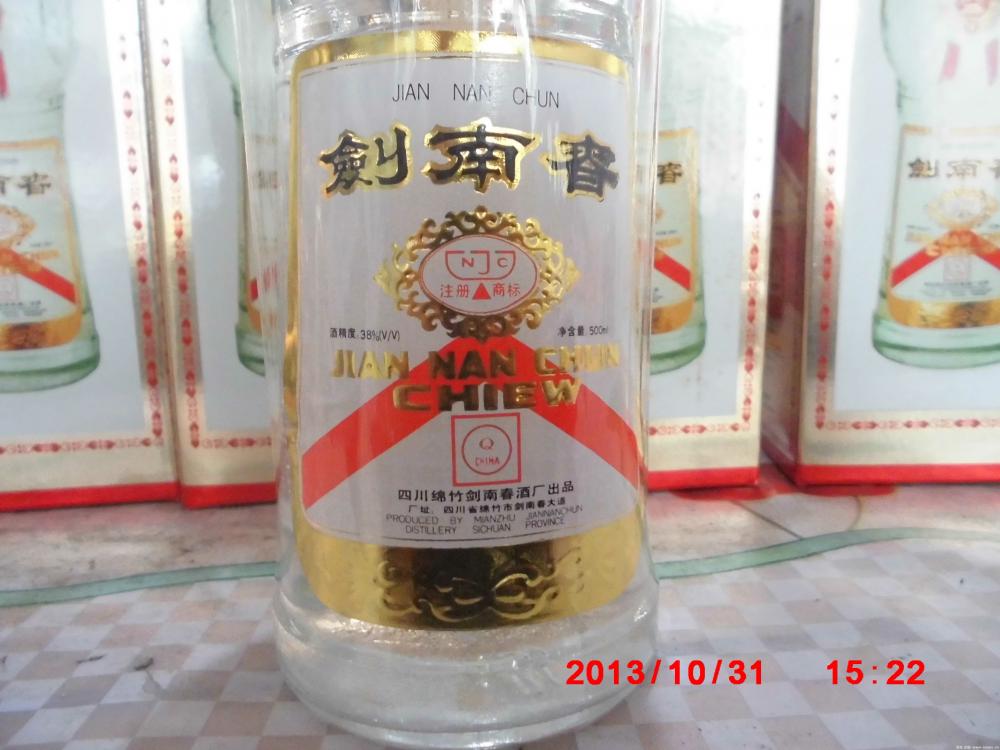 JIAN NAN CHUN
劍南春
NJC
注册 商标
酒精度:38%(V/V)
净含量:500ml
JIAN NAN CHUN
CHIEW
Q
CHINA
四川绵竹剑南春酒厂出品
厂址:四川省绵竹市剑南春大道
PRODUCED BY MIANZHU JIANNANCHUN
DISTILLERY SICHUAN PROVINCE
2013/10/31 15:22